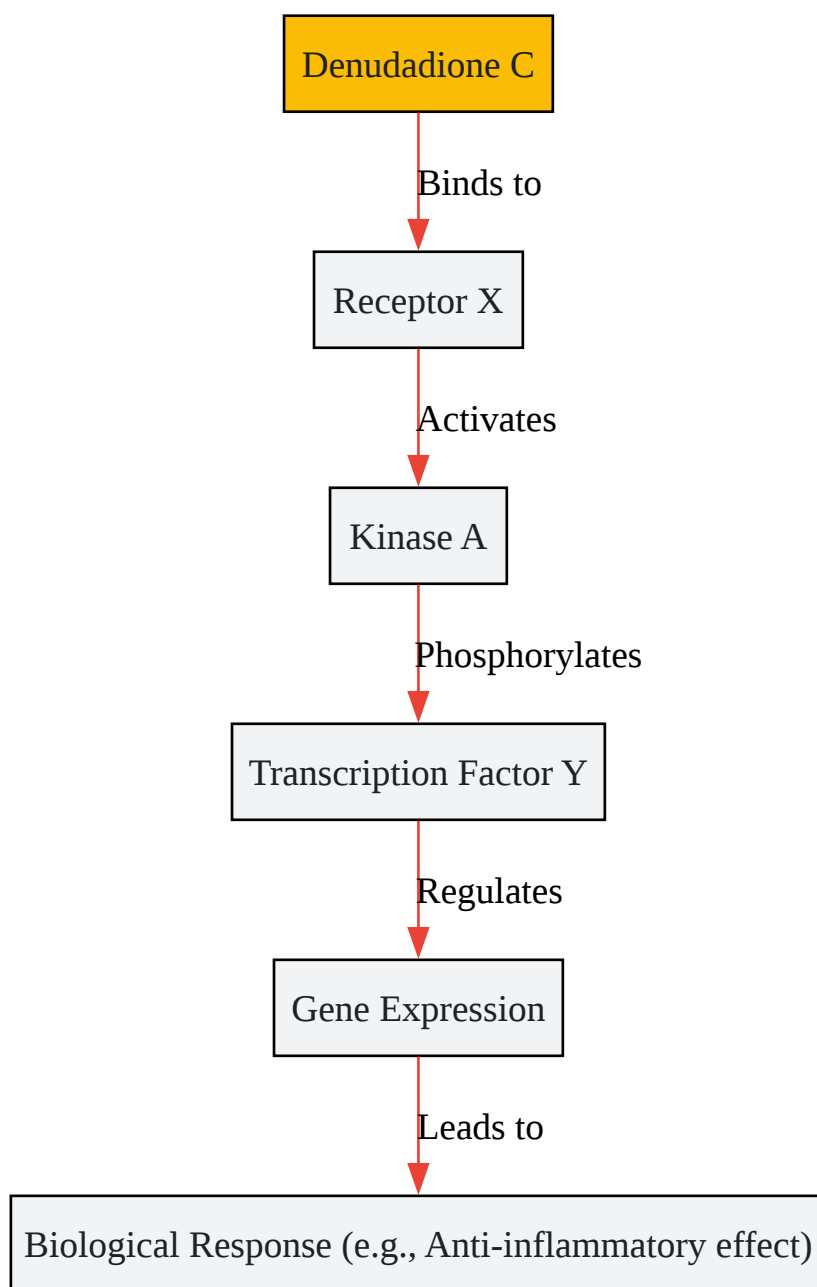 Denudadione C
Binds to
Receptor X
Activates
Kinase A
Phosphorylates
Transcription Factor Y
Regulates
Gene Expression
Leads to
Biological Response (e.g., Anti-inflammatory effect)